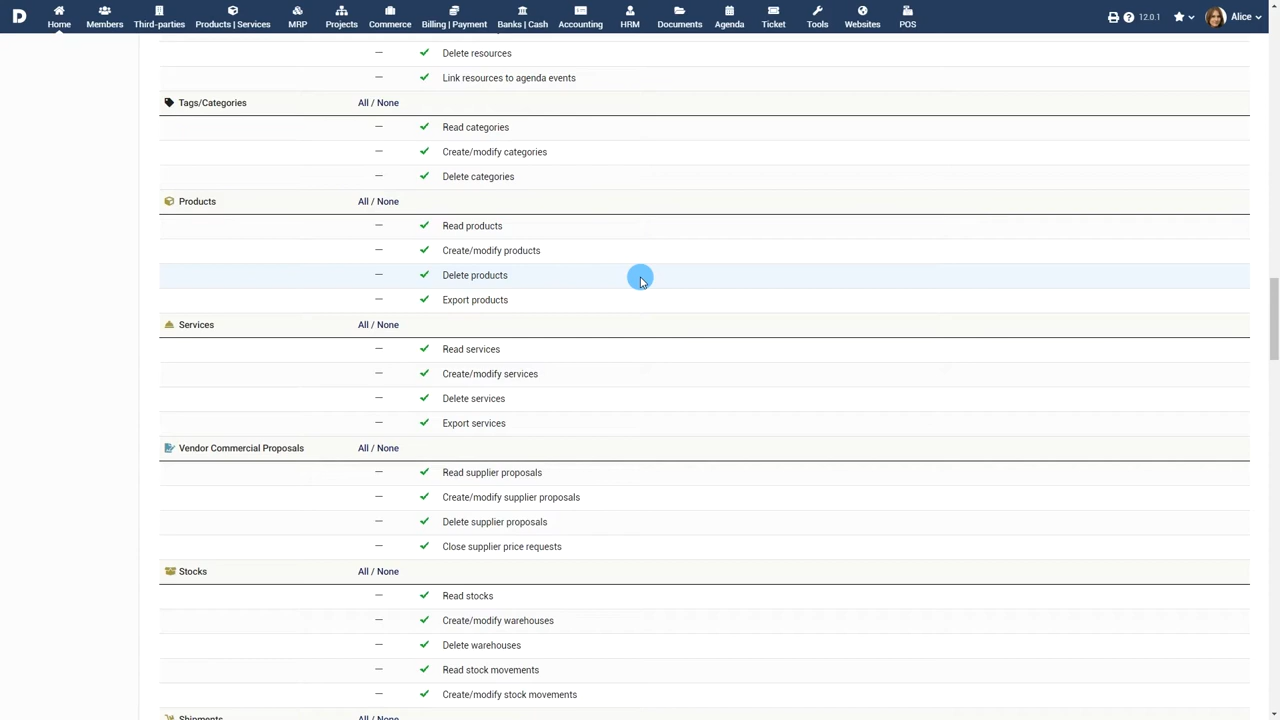 Home Members Third-parties Products | Services MRP Projects Commerce Billing | Payment Banks | Cash Accounting HRM Documents Agenda Ticket Tools Websites POS 12.0.1 Alice
Delete resources
Link resources to agenda events
Tags/Categories All / None
Read categories
Create/modify categories
Delete categories
Products All / None
Read products
Create/modify products
Delete products
Export products
Services All / None
Read services
Create/modify services
Delete services
Export services
Vendor Commercial Proposals All / None
Read supplier proposals
Create/modify supplier proposals
Delete supplier proposals
Close supplier price requests
Stocks All / None
Read stocks
Create/modify warehouses
Delete warehouses
Read stock movements
Create/modify stock movements
Shipments All / None